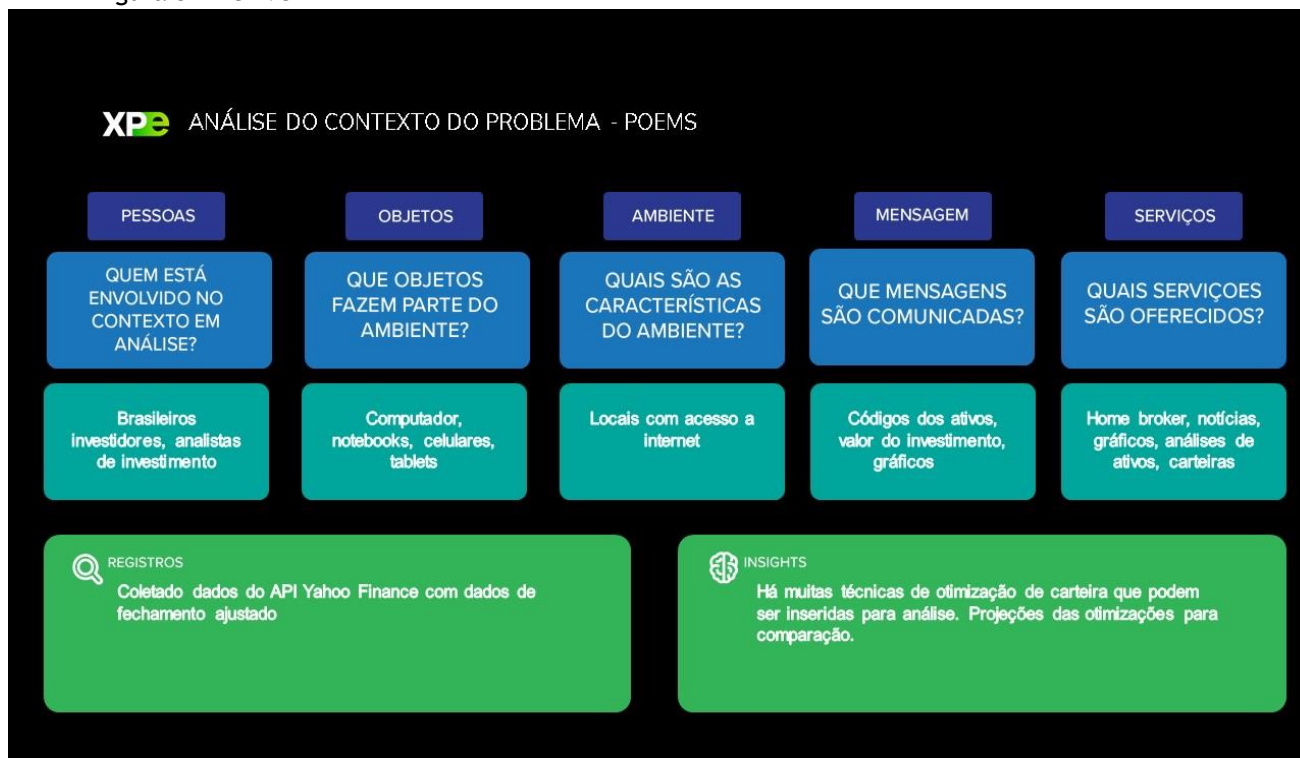 XPe ANÁLISE DO CONTEXTO DO PROBLEMA - POEMS
PESSOAS
OBJETOS
AMBIENTE
MENSAGEM
SERVIÇOS
QUEM ESTÁ
ENVOLVIDO NO
CONTEXTO EM
ANÁLISE?
QUE OBJETOS
FAZEM PARTE DO
AMBIENTE?
QUAIS SÃO AS
CARACTERÍSTICAS
DO AMBIENTE?
QUE MENSAGENS
SÃO COMUNICADAS?
QUAIS SERVIÇOES
SÃO OFERECIDOS?
Brasileiros
investidores, analistas
de investimento
Computador,
notebooks, celulares,
tablets
Locais com acesso a
internet
Códigos dos ativos,
valor do investimento,
gráficos
Home broker, notícias,
gráficos, análises de
ativos, carteiras
REGISTROS
Coletado dados do API Yahoo Finance com dados de
fechamento ajustado
INSIGHTS
Há muitas técnicas de otimização de carteira que podem
ser inseridas para análise. Projeções das otimizações para
comparação.